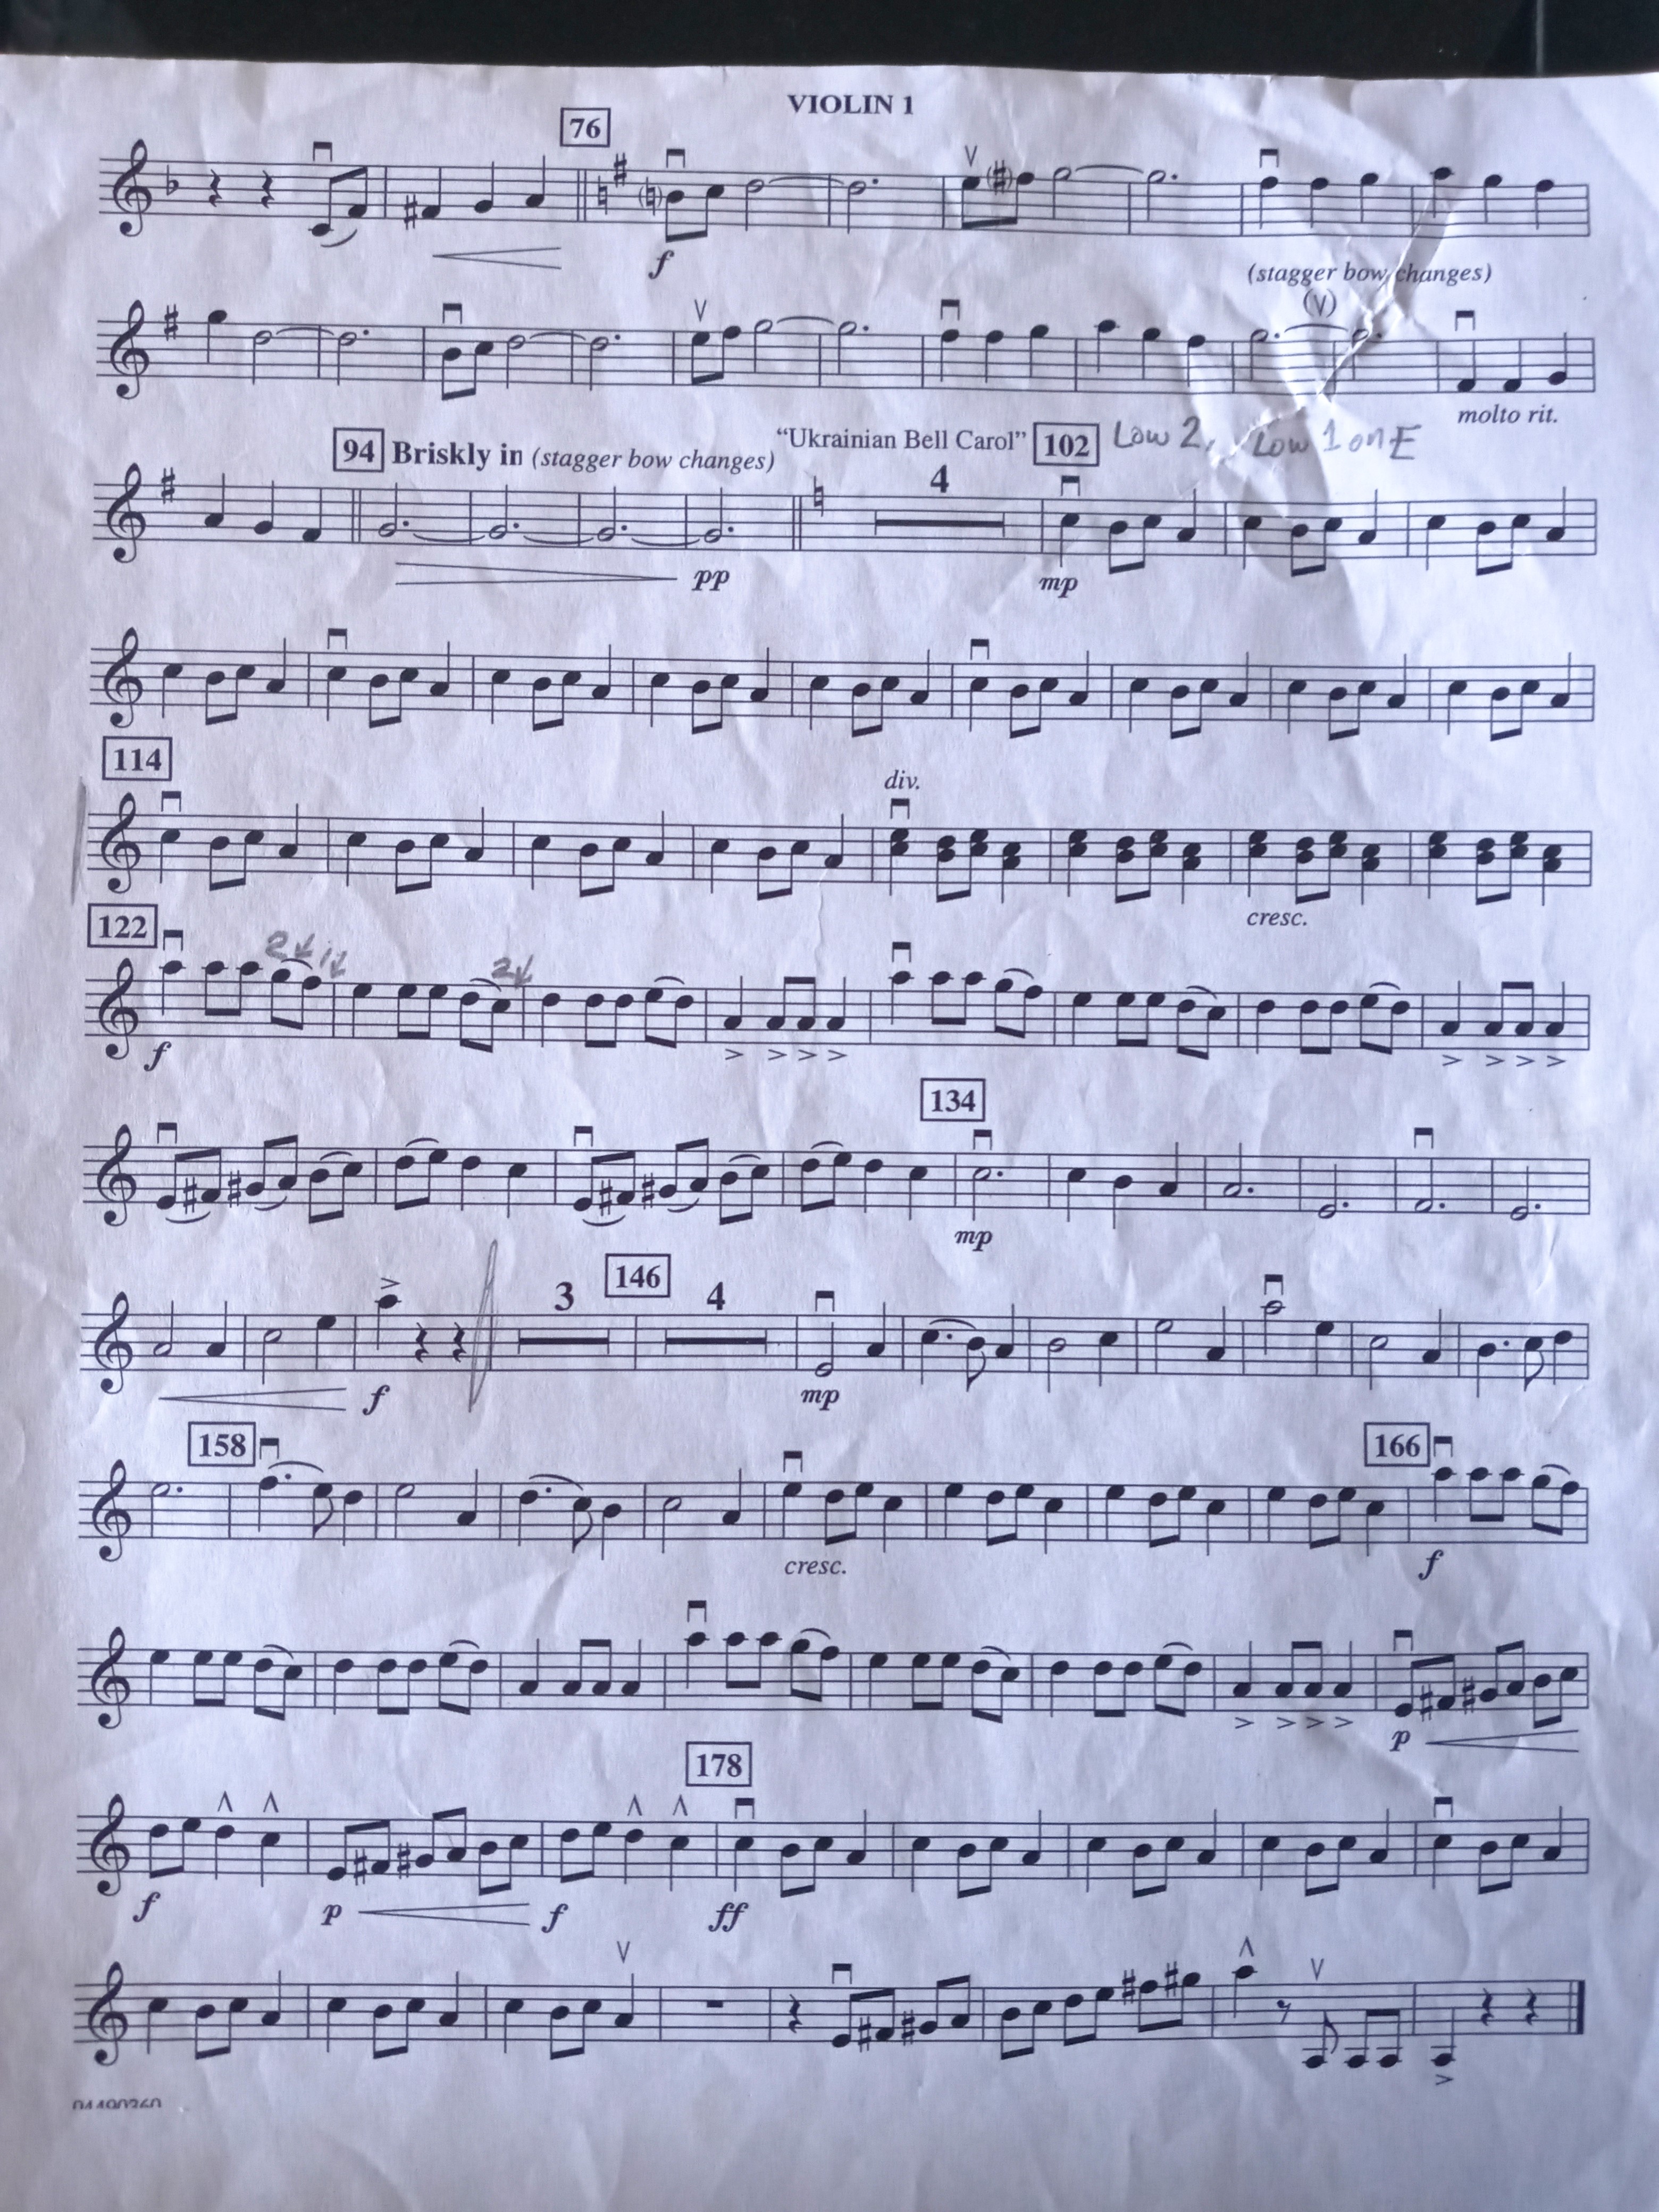 VIOLIN 1
76
f
(stagger bow changes)
(V)
molto rit.
94 Briskly in (stagger bow changes) "Ukrainian Bell Carol" 102 Low 2, Low 1 on E
4
pp
mp
114
div.
cresc.
122
2 1 2
f
134
mp
146
3 4
f
mp
158
166
cresc.
f
p
178
f
p
f
ff